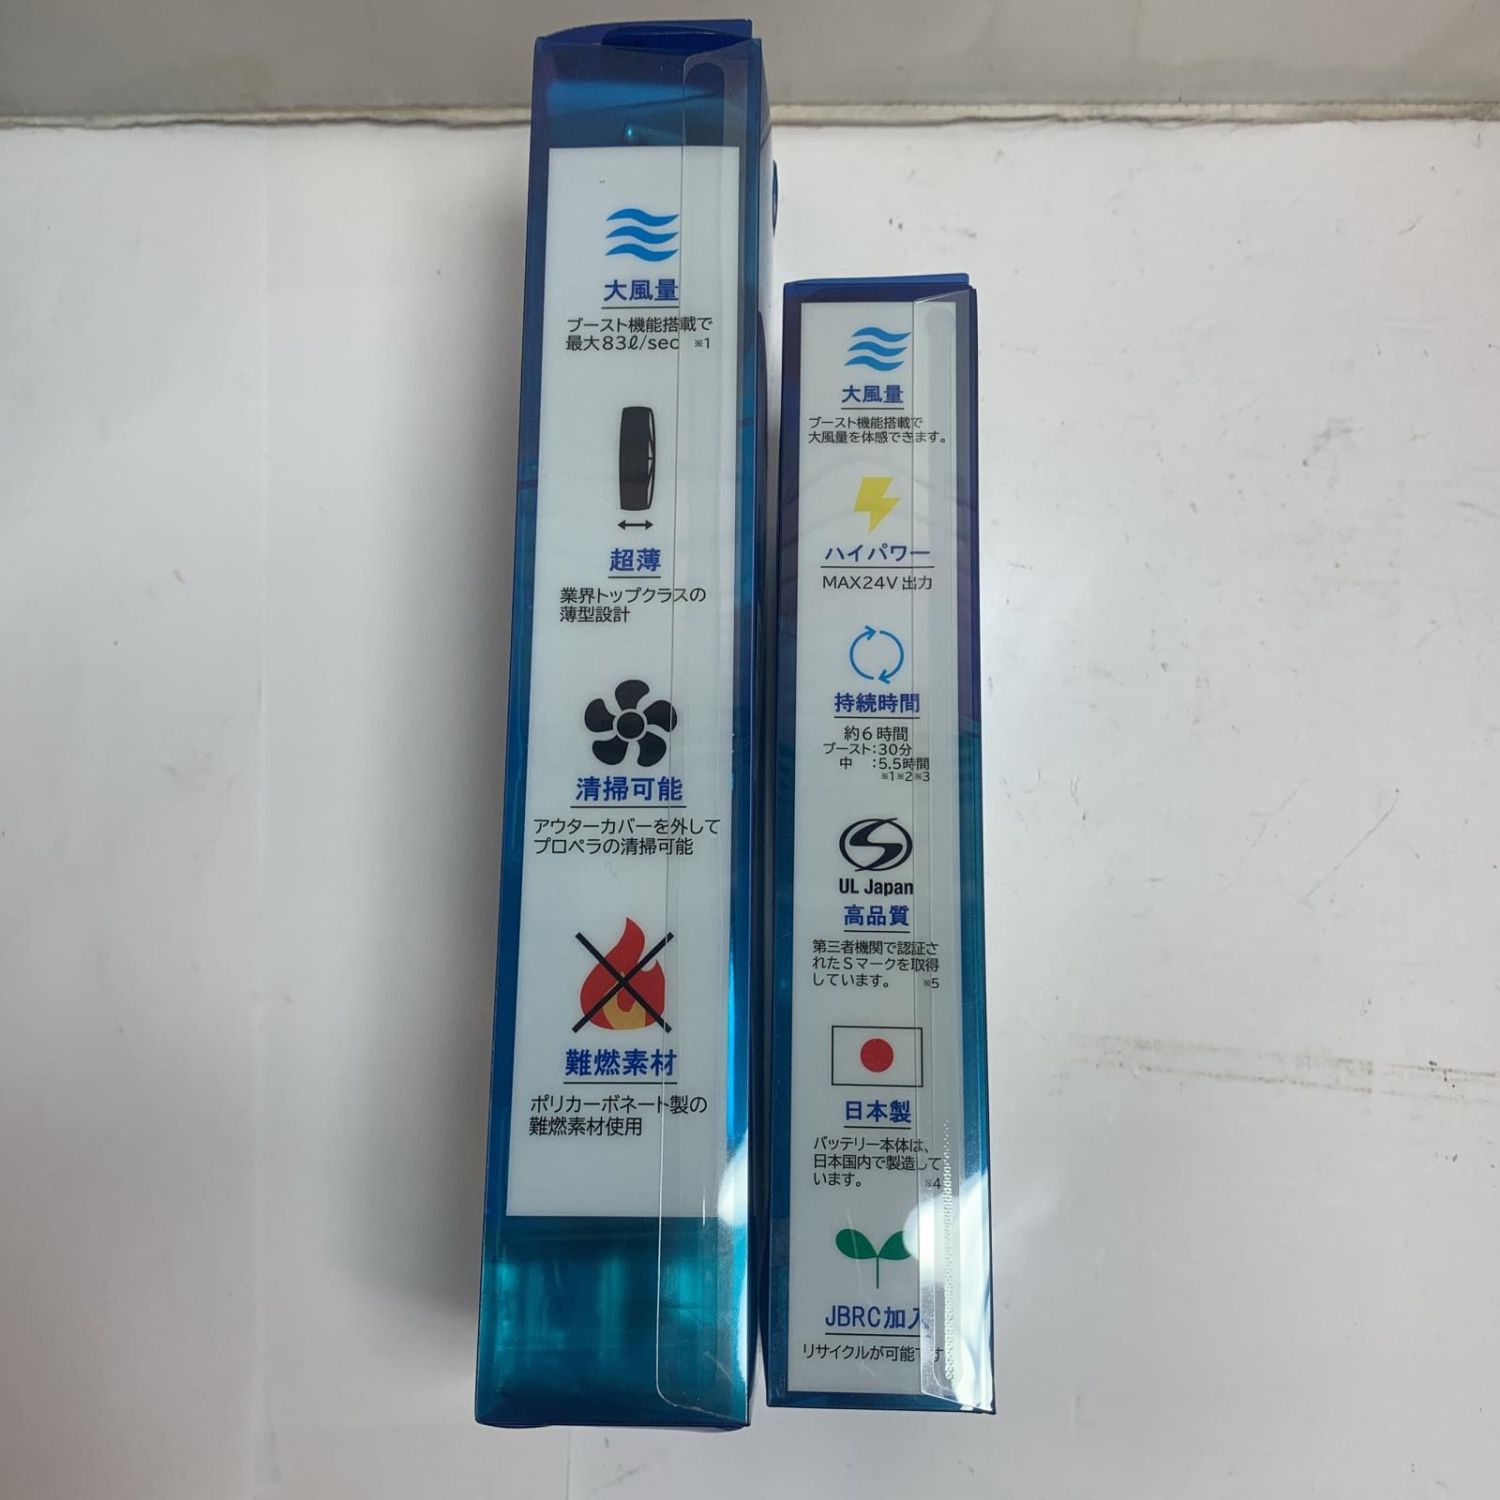 大風量
ブースト機能搭載で
最大83ℓ/sec ※1
超薄
業界トップクラスの
薄型設計
清掃可能
アウターカバーを外して
プロペラの清掃可能
難燃素材
ポリカーボネート製の
難燃素材使用
大風量
ブースト機能搭載で
大風量を体感できます。
ハイパワー
MAX24V出力
持続時間
約6時間
ブースト：30分
中　：5.5時間
※1※2※3
UL Japan
高品質
第三者機関で認証さ
れたSマークを取得
しています。 ※5
日本製
バッテリー本体は、
日本国内で製造して
います。 ※4
JBRC加入
リサイクルが可能です